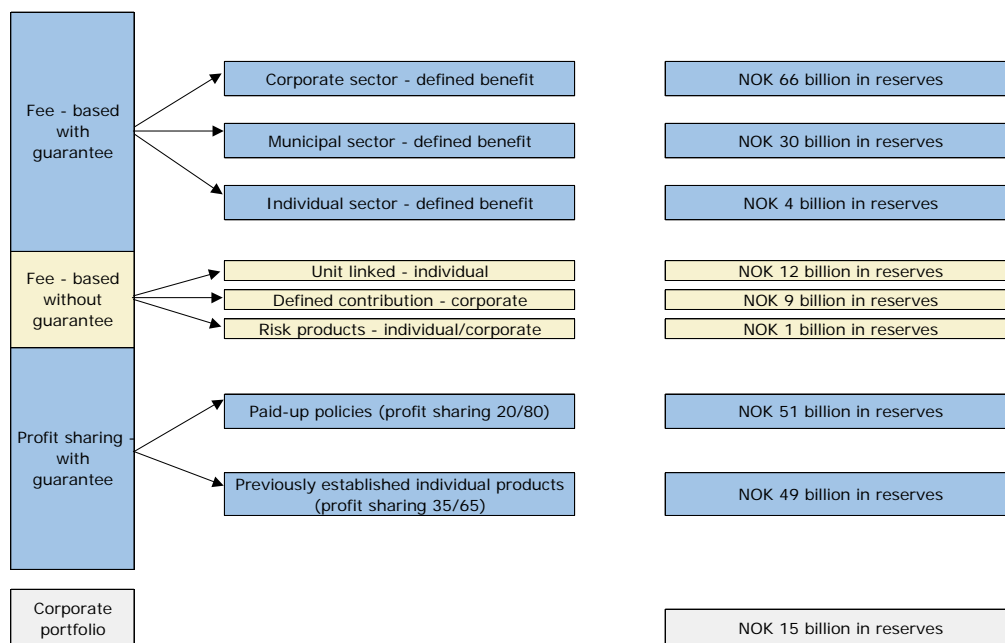 Fee - based
with
guarantee
Corporate sector - defined benefit
NOK 66 billion in reserves
Municipal sector - defined benefit
NOK 30 billion in reserves
Individual sector - defined benefit
NOK 4 billion in reserves
Fee - based
without
guarantee
Unit linked - individual
NOK 12 billion in reserves
Defined contribution - corporate
NOK 9 billion in reserves
Risk products - individual/corporate
NOK 1 billion in reserves
Profit sharing -
with
guarantee
Paid-up policies (profit sharing 20/80)
NOK 51 billion in reserves
Previously established individual products
(profit sharing 35/65)
NOK 49 billion in reserves
Corporate
portfolio
NOK 15 billion in reserves